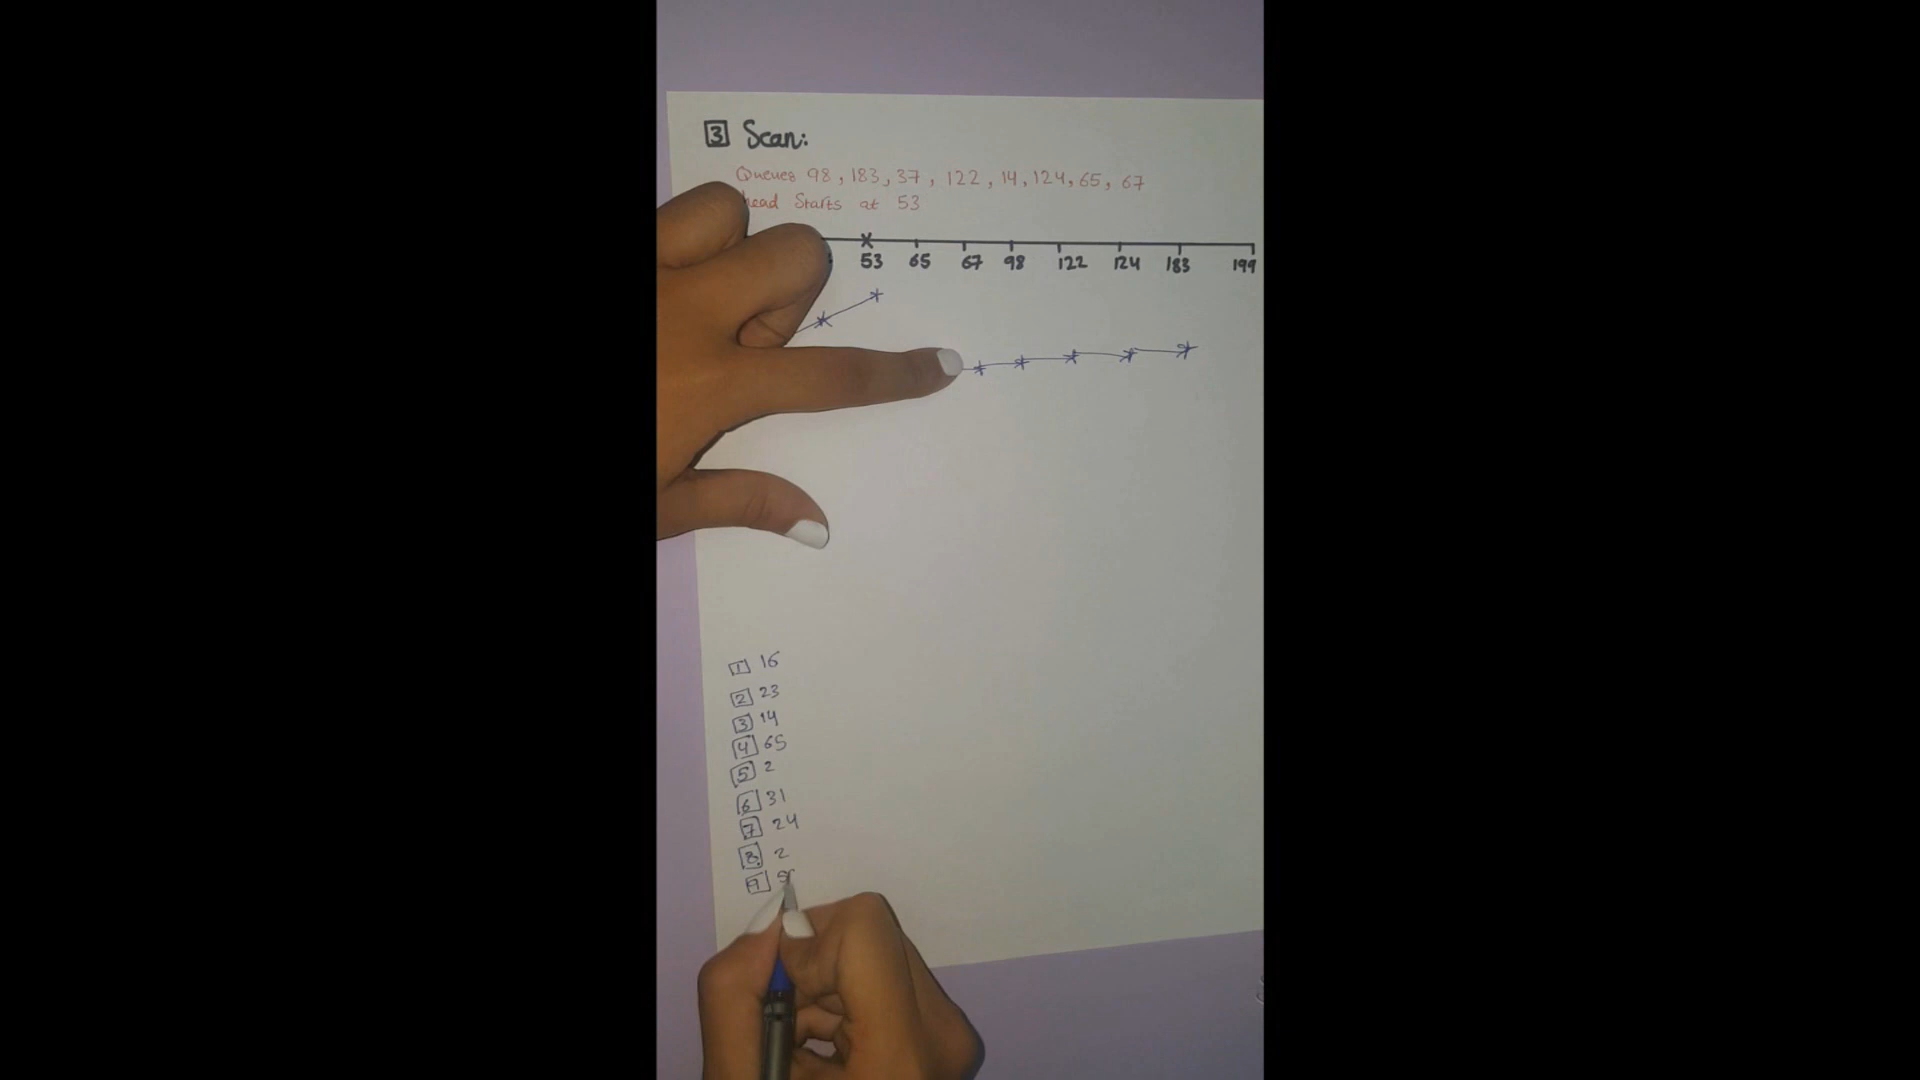 3 Scan:
Queues 98, 183, 37, 122, 14, 124, 65, 67
head Starts at 53
53 65 67 98 122 124 183 199
1 16
2 23
3 14
4 65
5 2
6 31
7 24
8 2
9 5